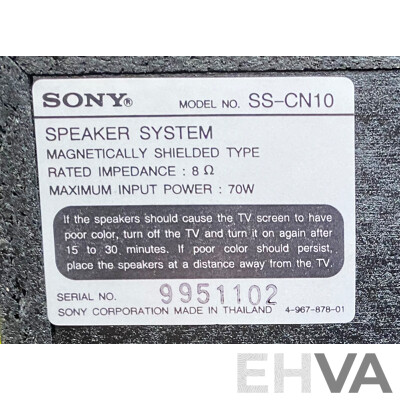 SONY® MODEL NO. SS-CN10
SPEAKER SYSTEM
MAGNETICALLY SHIELDED TYPE
RATED IMPEDANCE : 8 Ω
MAXIMUM INPUT POWER : 70W
If the speakers should cause the TV screen to have
poor color, turn off the TV and turn it on again after
15 to 30 minutes. If poor color should persist,
place the speakers at a distance away from the TV.
SERIAL NO. 9951102
SONY CORPORATION MADE IN THAILAND 4-967-878-01
EHVA